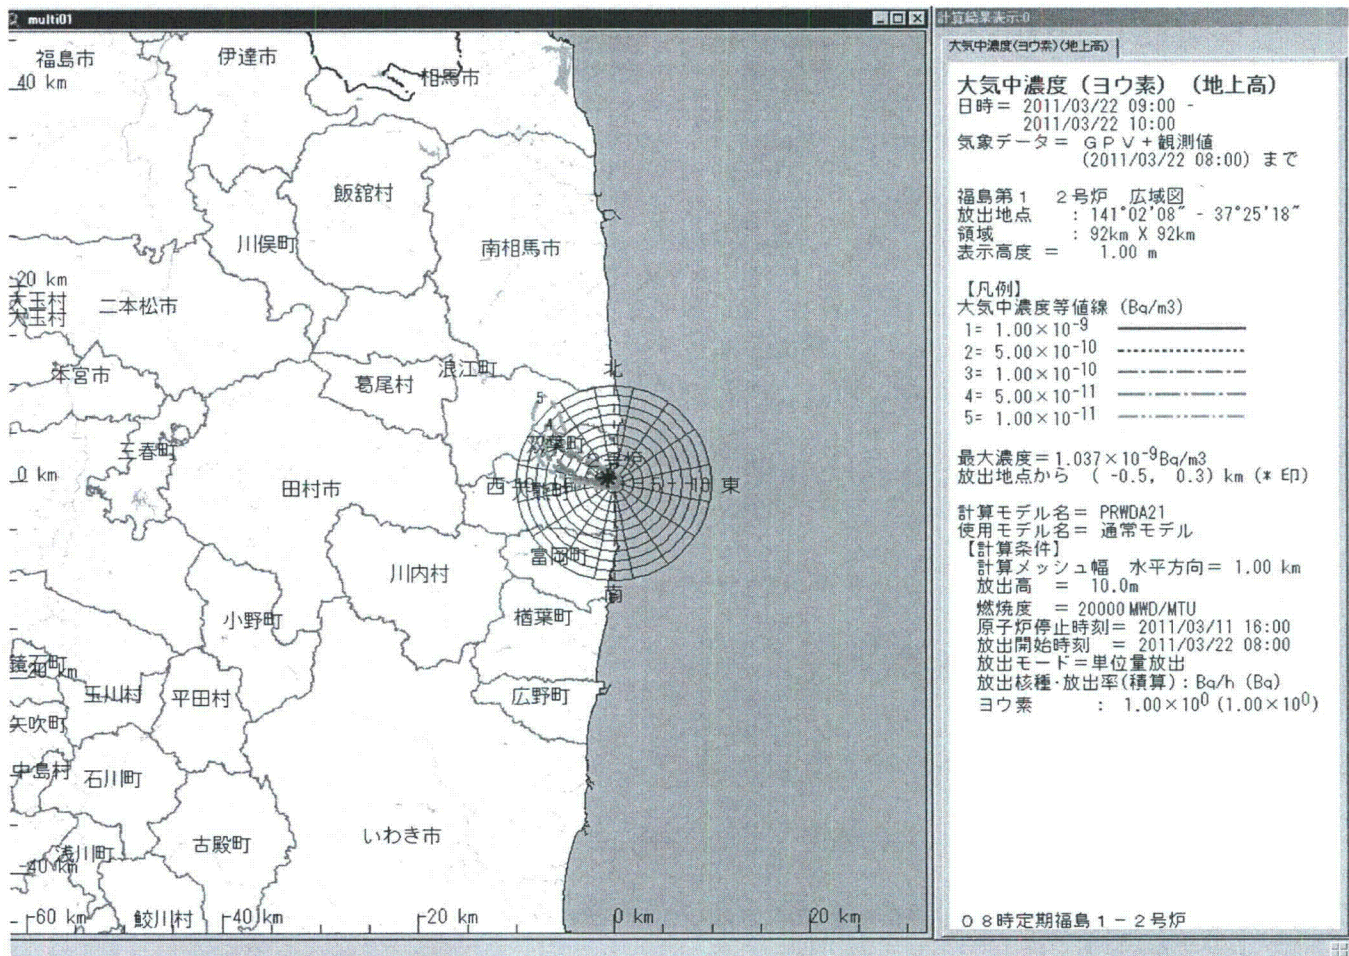 multi01
福島市
伊達市
相馬市
40 km
飯舘村
川俣町
南相馬市
20 km
大玉村
大玉村
二本松市
本宮市
葛尾村
浪江町
北
5
4
三春町
双葉町
0 km
田村市
西
5
10
東
富岡町
川内村
南
小野町
楢葉町
鏡石町
玉川村
平田村
広野町
矢吹町
中島村
石川町
いわき市
古殿町
浅川町
-40 km
-60 km
鮫川村
-40 km
-20 km
0 km
20 km
計算結果表示:0
大気中濃度(ヨウ素)(地上高)
大気中濃度(ヨウ素) (地上高)
日時= 2011/03/22 09:00 -
2011/03/22 10:00
気象データ= GPV+観測値
(2011/03/22 08:00) まで
福島第1 2号炉 広域図
放出地点 : 141°02'08" - 37°25'18"
領域 : 92km X 92km
表示高度 = 1.00 m
【凡例】
大気中濃度等値線 (Bq/m3)
1= 1.00×10⁻⁹
2= 5.00×10⁻¹⁰
3= 1.00×10⁻¹⁰
4= 5.00×10⁻¹¹
5= 1.00×10⁻¹¹
最大濃度=1.037×10⁻⁹Bq/m3
放出地点から ( -0.5, 0.3) km (* 印)
計算モデル名= PRWDA21
使用モデル名= 通常モデル
【計算条件】
計算メッシュ幅 水平方向= 1.00 km
放出高 = 10.0m
燃焼度 = 20000MWD/MTU
原子炉停止時刻= 2011/03/11 16:00
放出開始時刻 = 2011/03/22 08:00
放出モード=単位量放出
放出核種・放出率(積算):Bq/h (Bq)
ヨウ素 : 1.00×10⁰ (1.00×10⁰)
08時定期福島1-2号炉